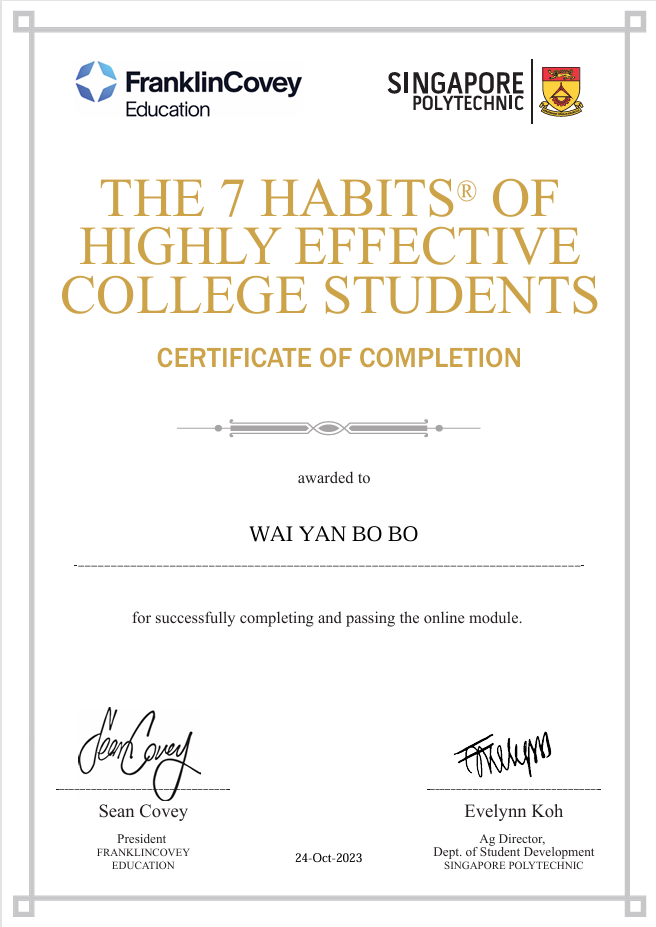 FranklinCovey
Education
SINGAPORE
POLYTECHNIC
THE 7 HABITS® OF
HIGHLY EFFECTIVE
COLLEGE STUDENTS
CERTIFICATE OF COMPLETION
awarded to
WAI YAN BO BO
for successfully completing and passing the online module.
Sean Covey
Sean Covey
President
FRANKLINCOVEY
EDUCATION
24-Oct-2023
Evelynn
Evelynn Koh
Ag Director,
Dept. of Student Development
SINGAPORE POLYTECHNIC